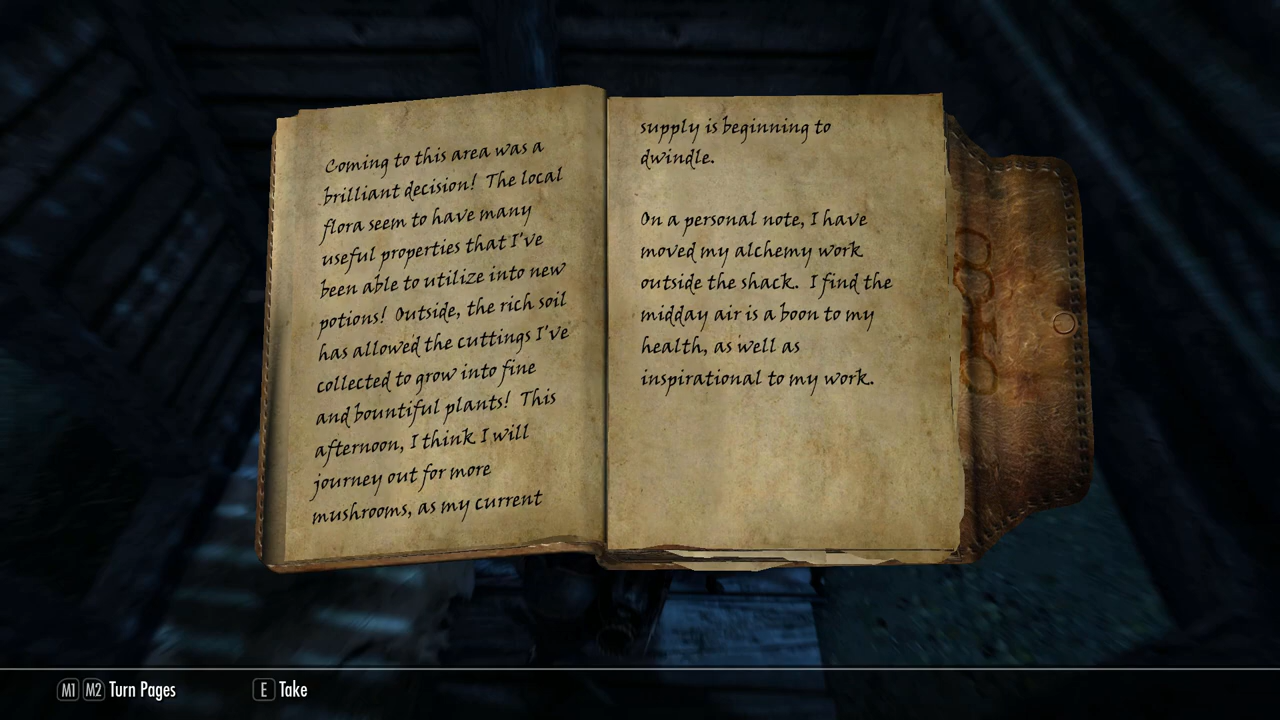 Coming to this area was a
brilliant decision! The local
flora seem to have many
useful properties that I've
been able to utilize into new
potions! Outside, the rich soil
has allowed the cuttings I've
collected to grow into fine
and bountiful plants! This
afternoon, I think I will
journey out for more
mushrooms, as my current
supply is beginning to
dwindle.
On a personal note, I have
moved my alchemy work
outside the shack. I find the
midday air is a boon to my
health, as well as
inspirational to my work.
M1 M2 Turn Pages
E Take